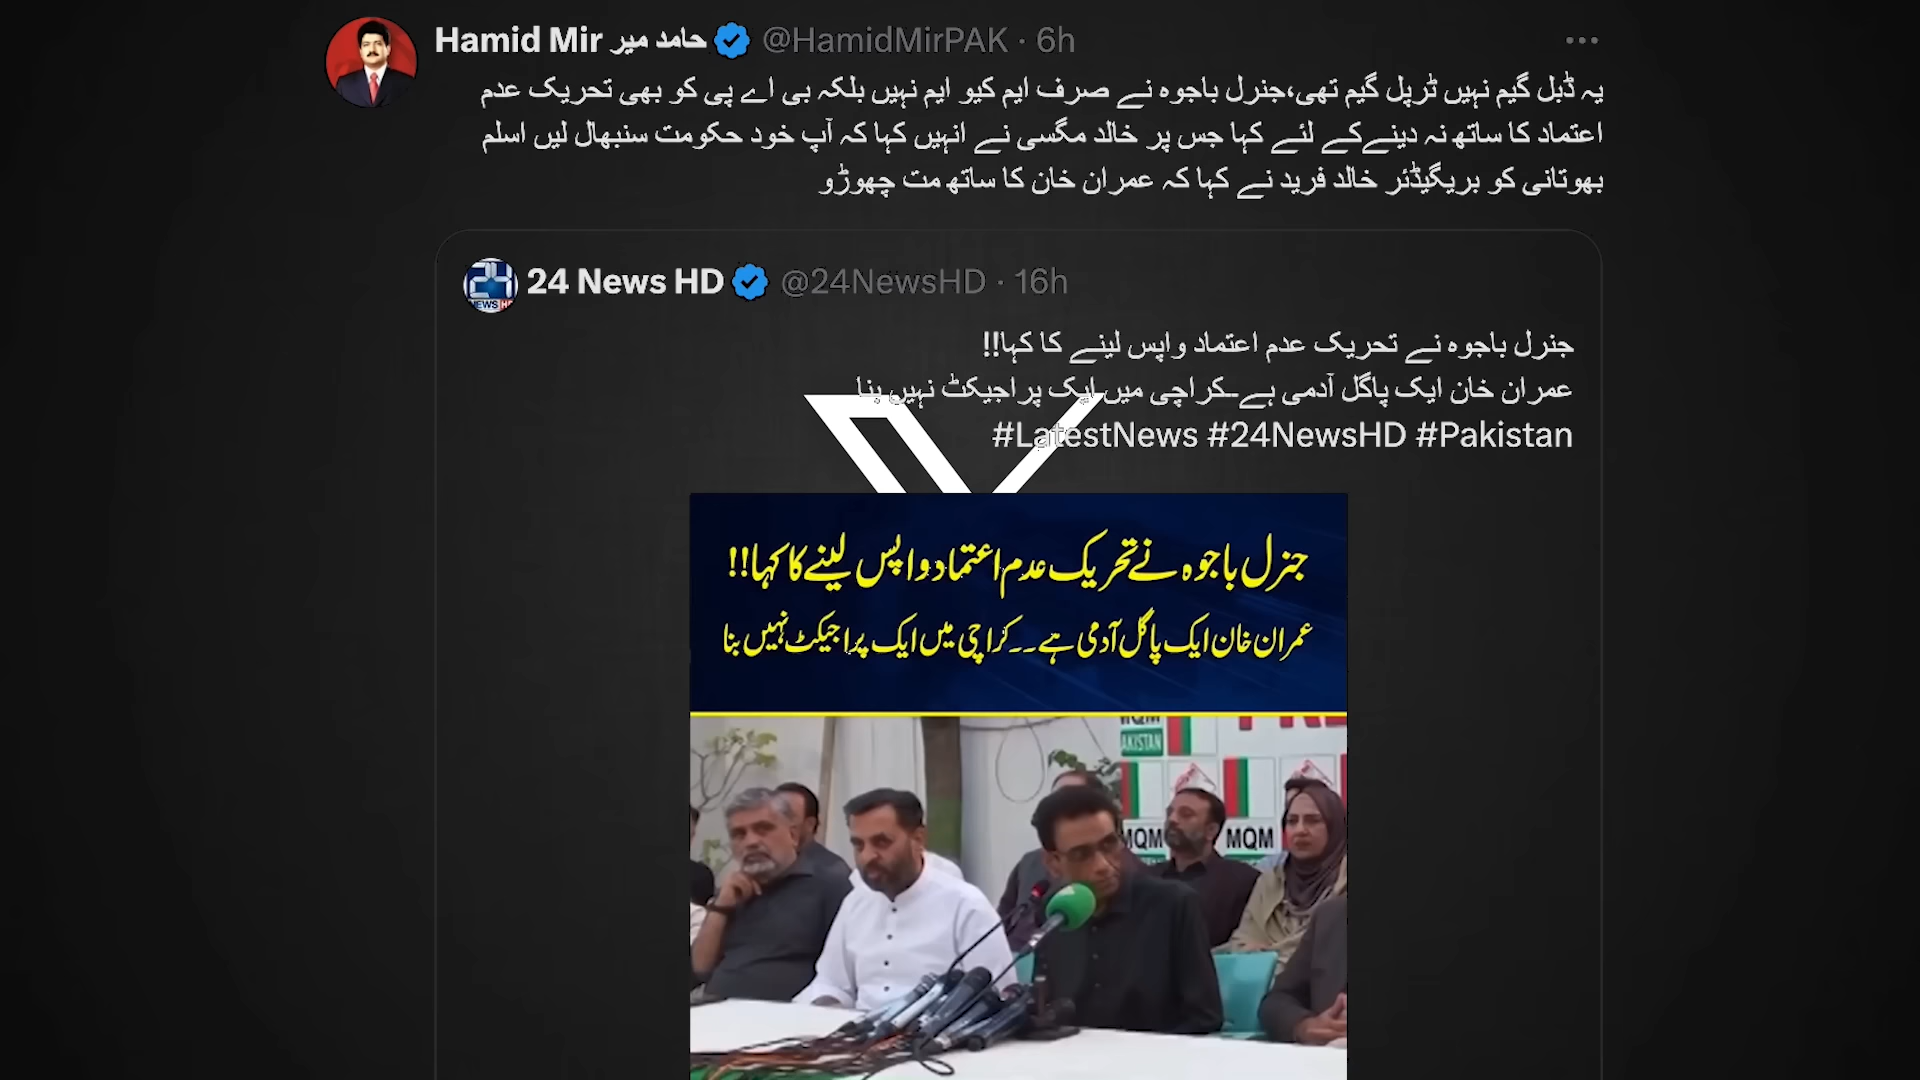 Hamid Mir حامد میر @HamidMirPAK · 6h
یہ ڈبل گیم نہیں ٹرپل گیم تھی،جنرل باجوہ نے صرف ایم کیو ایم نہیں بلکہ بی اے پی کو بھی تحریک عدم
اعتماد کا ساتھ نہ دینےکے لئے کہا جس پر خالد مگسی نے انہیں کہا کہ آپ خود حکومت سنبھال لیں اسلم
بھوتانی کو بریگیڈئر خالد فرید نے کہا کہ عمران خان کا ساتھ مت چھوڑو
24 News HD @24NewsHD · 16h
جنرل باجوہ نے تحریک عدم اعتماد واپس لینے کا کہا!!
عمران خان ایک پاگل آدمی ہے۔کراچی میں ایک پراجیکٹ نہیں بنا
#LatestNews #24NewsHD #Pakistan
جنرل باجوہ نے تحریک عدم اعتماد واپس لینے کا کہا!!
عمران خان ایک پاگل آدمی ہے۔۔کراچی میں ایک پراجیکٹ نہیں بنا
MQM
AKISTAN
MQM
MQM